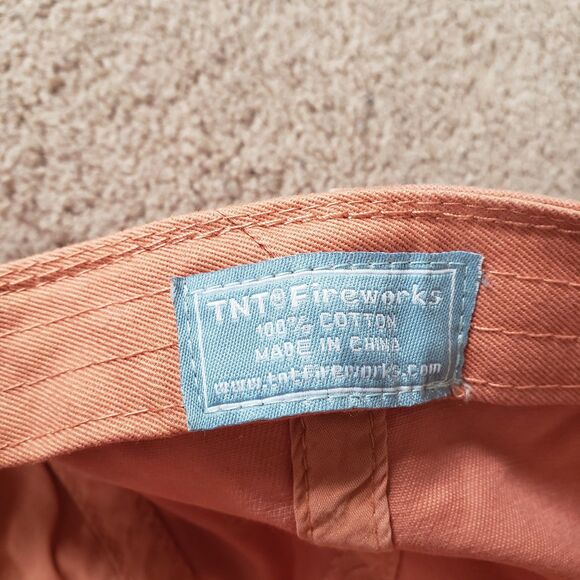 TNT® Fireworks
100% COTTON
MADE IN CHINA
www.tntfireworks.com